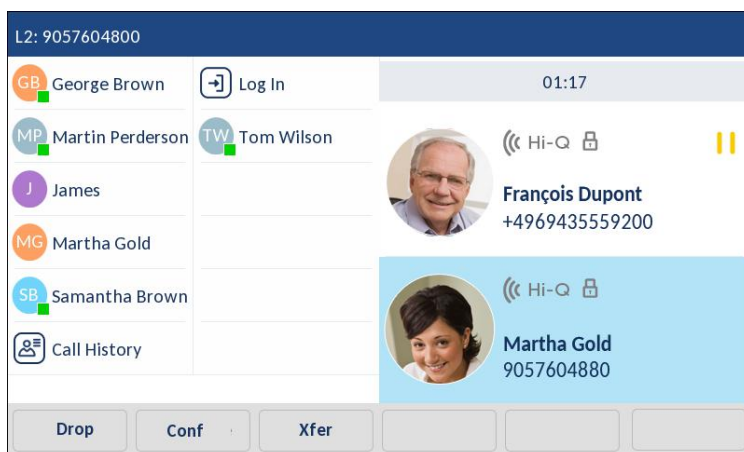 L2: 9057604800
GB George Brown
Log In
01:17
MP Martin Perderson
TW Tom Wilson
Hi-Q
J James
François Dupont
+4969435559200
MG Martha Gold
SB Samantha Brown
Hi-Q
Call History
Martha Gold
9057604880
Drop
Conf
Xfer